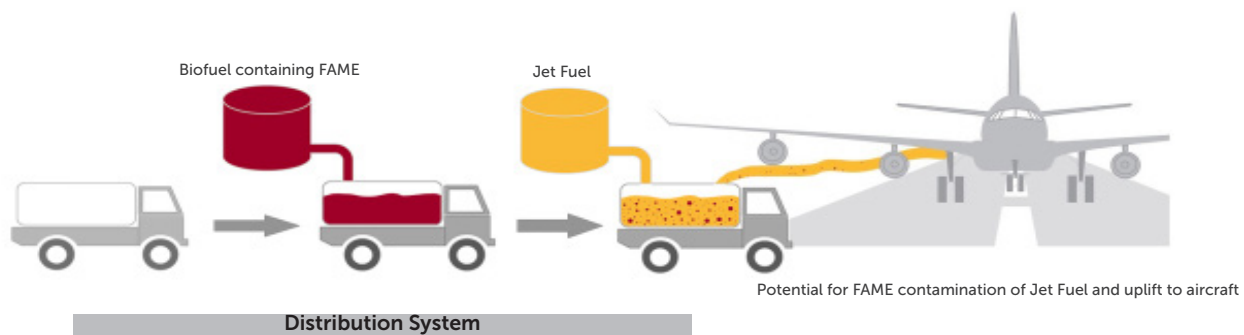 Biofuel containing FAME
Jet Fuel
Potential for FAME contamination of Jet Fuel and uplift to aircraft
Distribution System